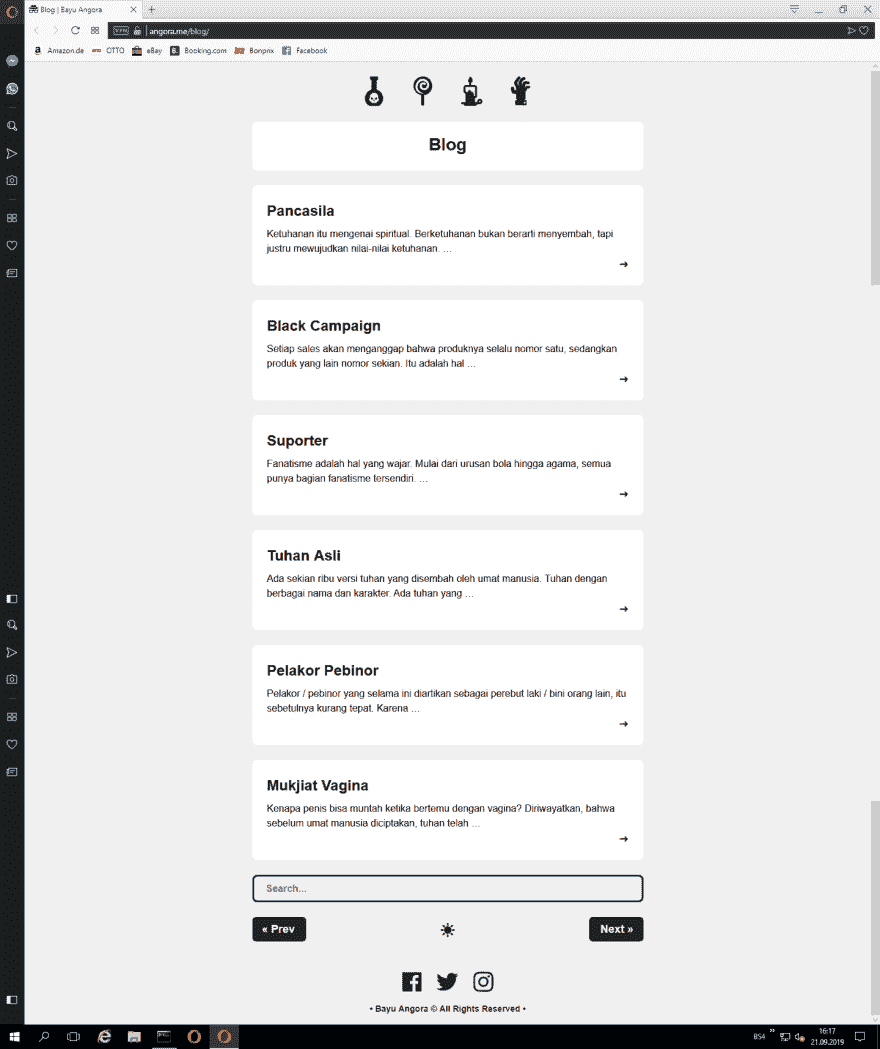 Blog | Bayu Angora
VPN
angora.me/blog/
Amazon.de
OTTO
eBay
Booking.com
Bonprix
Facebook
Blog
Pancasila
Ketuhanan itu mengenai spiritual. Berketuhanan bukan berarti menyembah, tapi
justru mewujudkan nilai-nilai ketuhanan. …
➞
Black Campaign
Setiap sales akan menganggap bahwa produknya selalu nomor satu, sedangkan
produk yang lain nomor sekian. Itu adalah hal …
➞
Suporter
Fanatisme adalah hal yang wajar. Mulai dari urusan bola hingga agama, semua
punya bagian fanatisme tersendiri. …
➞
Tuhan Asli
Ada sekian ribu versi tuhan yang disembah oleh umat manusia. Tuhan dengan
berbagai nama dan karakter. Ada tuhan yang …
➞
Pelakor Pebinor
Pelakor / pebinor yang selama ini diartikan sebagai perebut laki / bini orang lain, itu
sebetulnya kurang tepat. Karena …
➞
Mukjiat Vagina
Kenapa penis bisa muntah ketika bertemu dengan vagina? Diriwayatkan, bahwa
sebelum umat manusia diciptakan, tuhan telah …
➞
Search...
« Prev
Next »
• Bayu Angora © All Rights Reserved •
BS4
16:17
21.09.2019